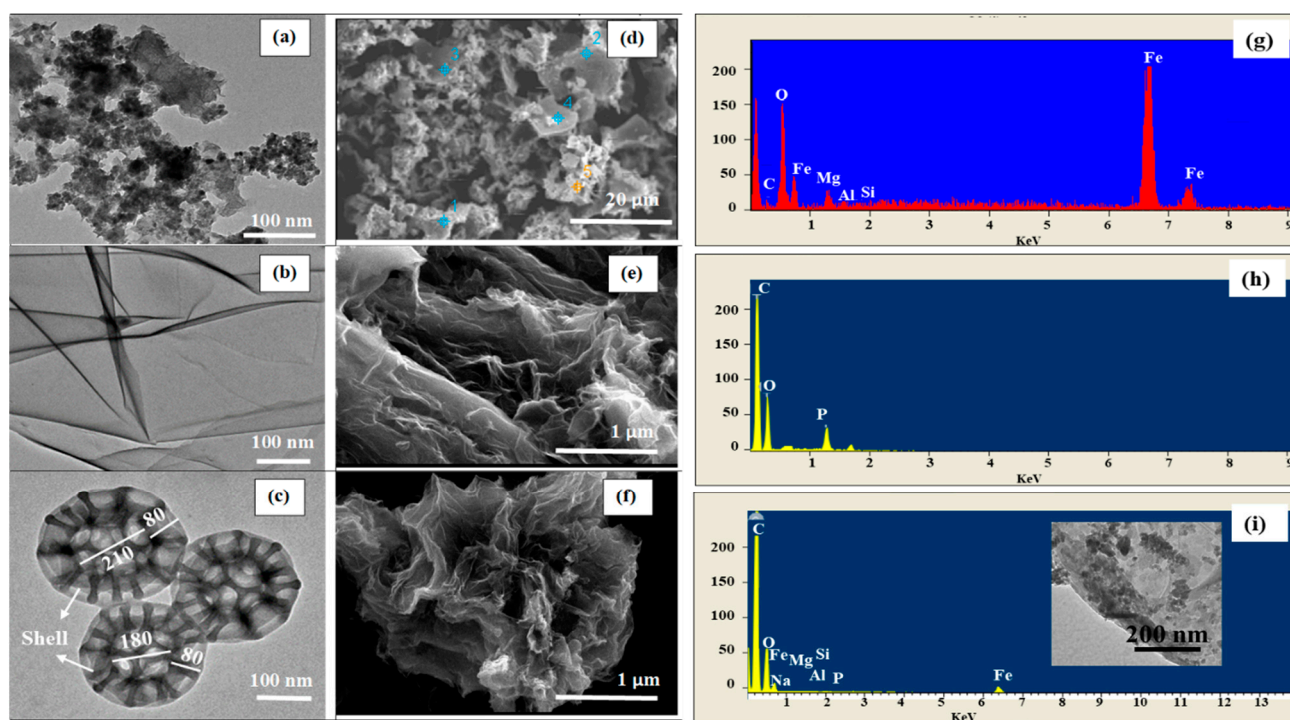 (a)
100 nm
(b)
100 nm
(c)
80
210
Shell
180
80
100 nm
(d)
3
2
4
5
1
20 µm
(e)
1 µm
(f)
1 µm
(g)
200
150
100
50
0
C
O
Fe
Mg
Al
Si
Fe
Fe
1
2
3
4
5
6
7
8
9
KeV
(h)
200
150
100
50
0
C
O
P
1
2
3
4
5
6
7
8
9
KeV
(i)
200
150
100
50
0
C
O
Fe
Na
Mg
Si
Al
P
Fe
200 nm
1
2
3
4
5
6
7
8
9
10
11
12
13
KeV